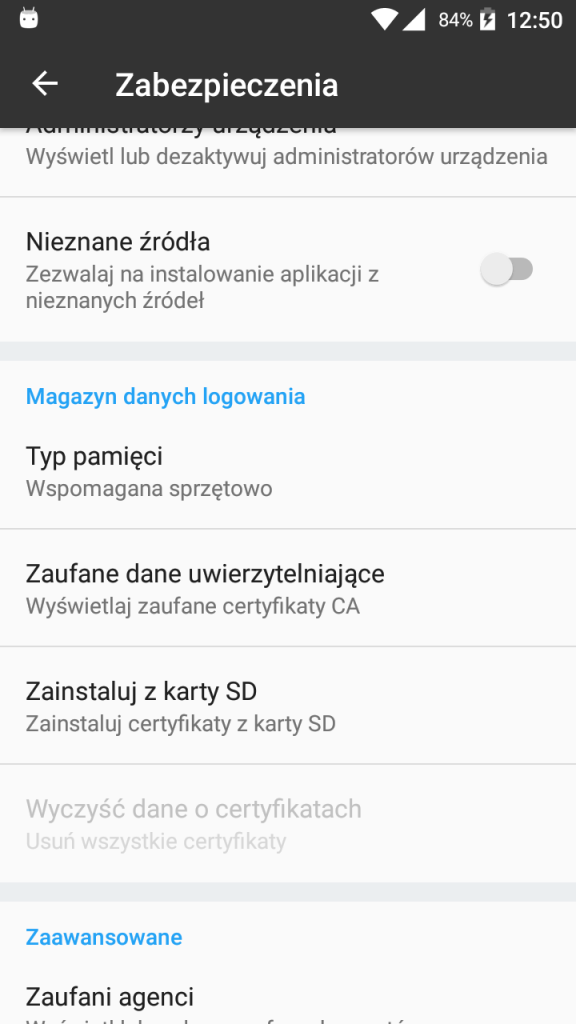 84% 12:50
Zabezpieczenia
Administratorzy urządzenia
Wyświetl lub dezaktywuj administratorów urządzenia
Nieznane źródła
Zezwalaj na instalowanie aplikacji z
nieznanych źródeł
Magazyn danych logowania
Typ pamięci
Wspomagana sprzętowo
Zaufane dane uwierzytelniające
Wyświetlaj zaufane certyfikaty CA
Zainstaluj z karty SD
Zainstaluj certyfikaty z karty SD
Wyczyść dane o certyfikatach
Usuń wszystkie certyfikaty
Zaawansowane
Zaufani agenci